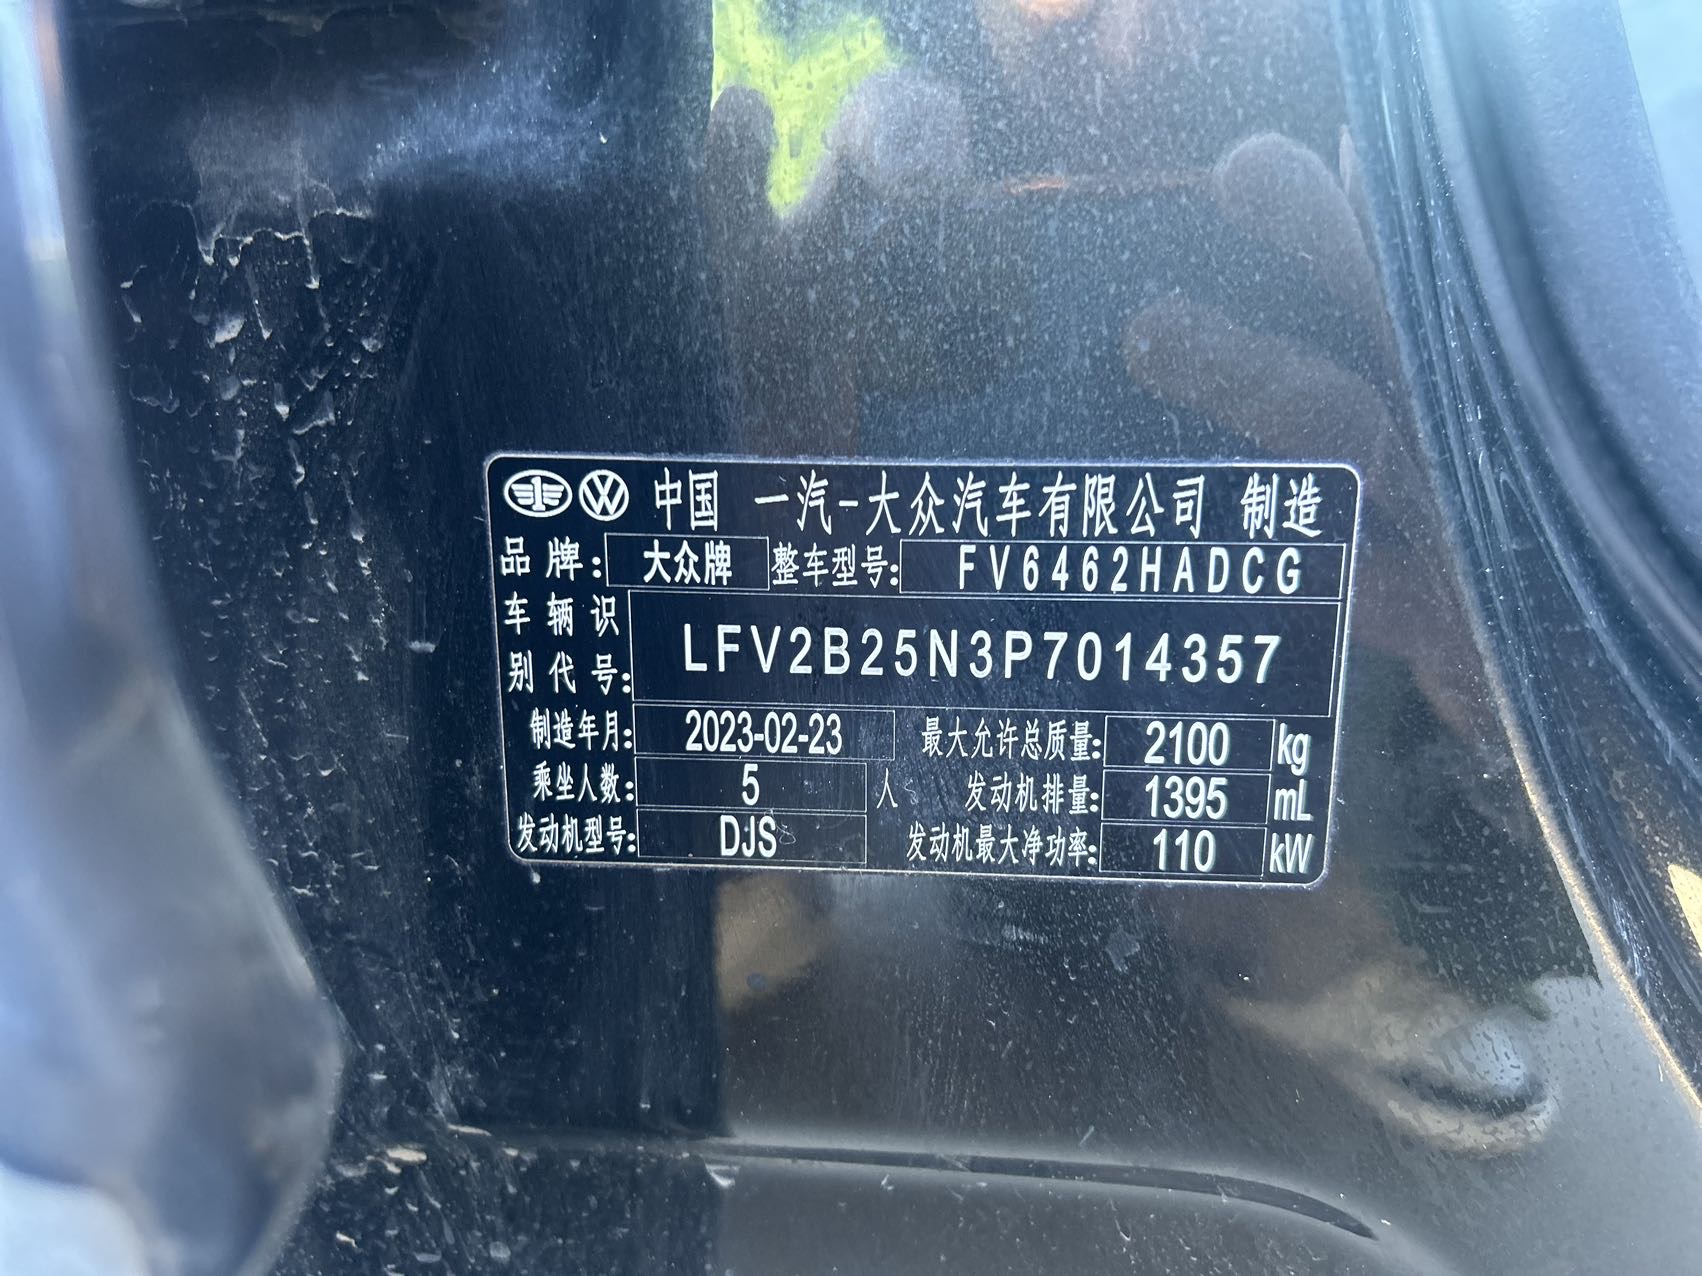 中国 一汽-大众汽车有限公司 制造
品牌: 大众牌 整车型号: FV6462HADCG
车辆识别代号: LFV2B25N3P7014357
制造年月: 2023-02-23 最大允许总质量: 2100 kg
乘坐人数: 5 人 发动机排量: 1395 mL
发动机型号: DJS 发动机最大净功率: 110 kW